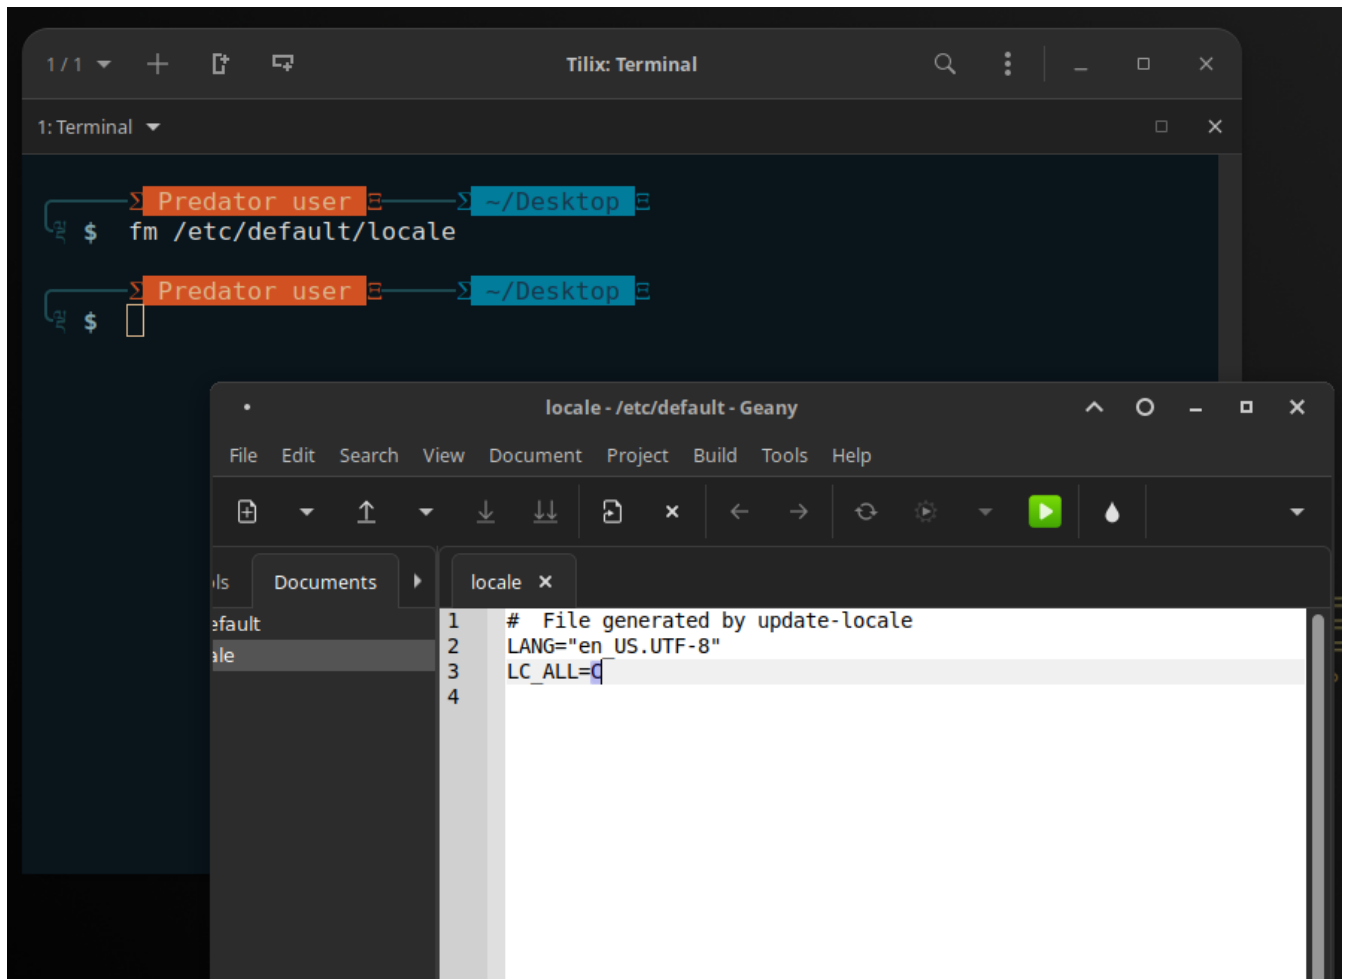 1 / 1
Tilix: Terminal
1: Terminal
Predator user ~/Desktop
$ fm /etc/default/locale
Predator user ~/Desktop
$
locale - /etc/default - Geany
File Edit Search View Document Project Build Tools Help
ls Documents
locale
efault
ale
1 # File generated by update-locale
2 LANG="en_US.UTF-8"
3 LC_ALL=C
4